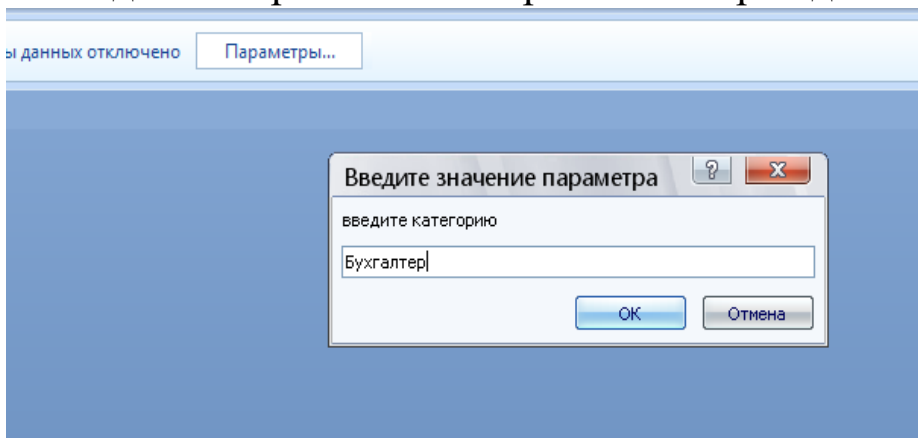 ы данных отключено Параметры...
Введите значение параметра
введите категорию
Бухгалтер
ОК Отмена